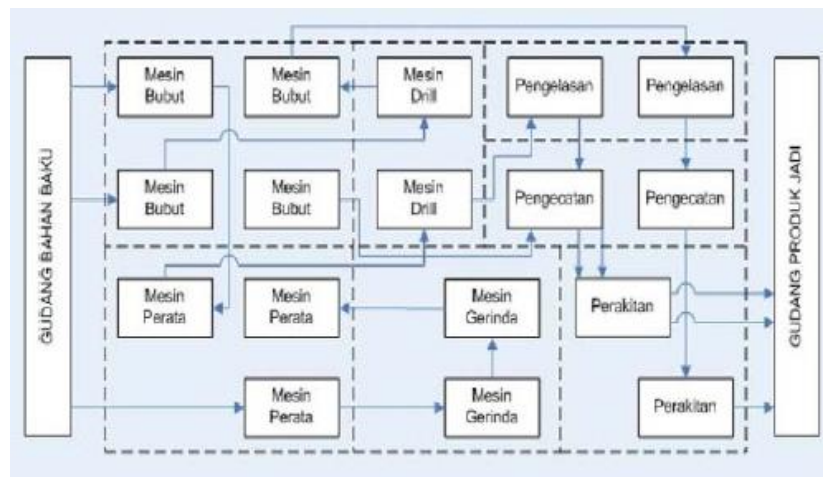 GUDANG BAHAN BAKU
Mesin
Bubut
Mesin
Bubut
Mesin
Drill
Pengelasan
Pengelasan
Mesin
Bubut
Mesin
Bubut
Mesin
Drill
Pengecatan
Pengecatan
Mesin
Perata
Mesin
Perata
Mesin
Gerinda
Perakitan
Mesin
Perata
Mesin
Gerinda
Perakitan
GUDANG PRODUK JADI